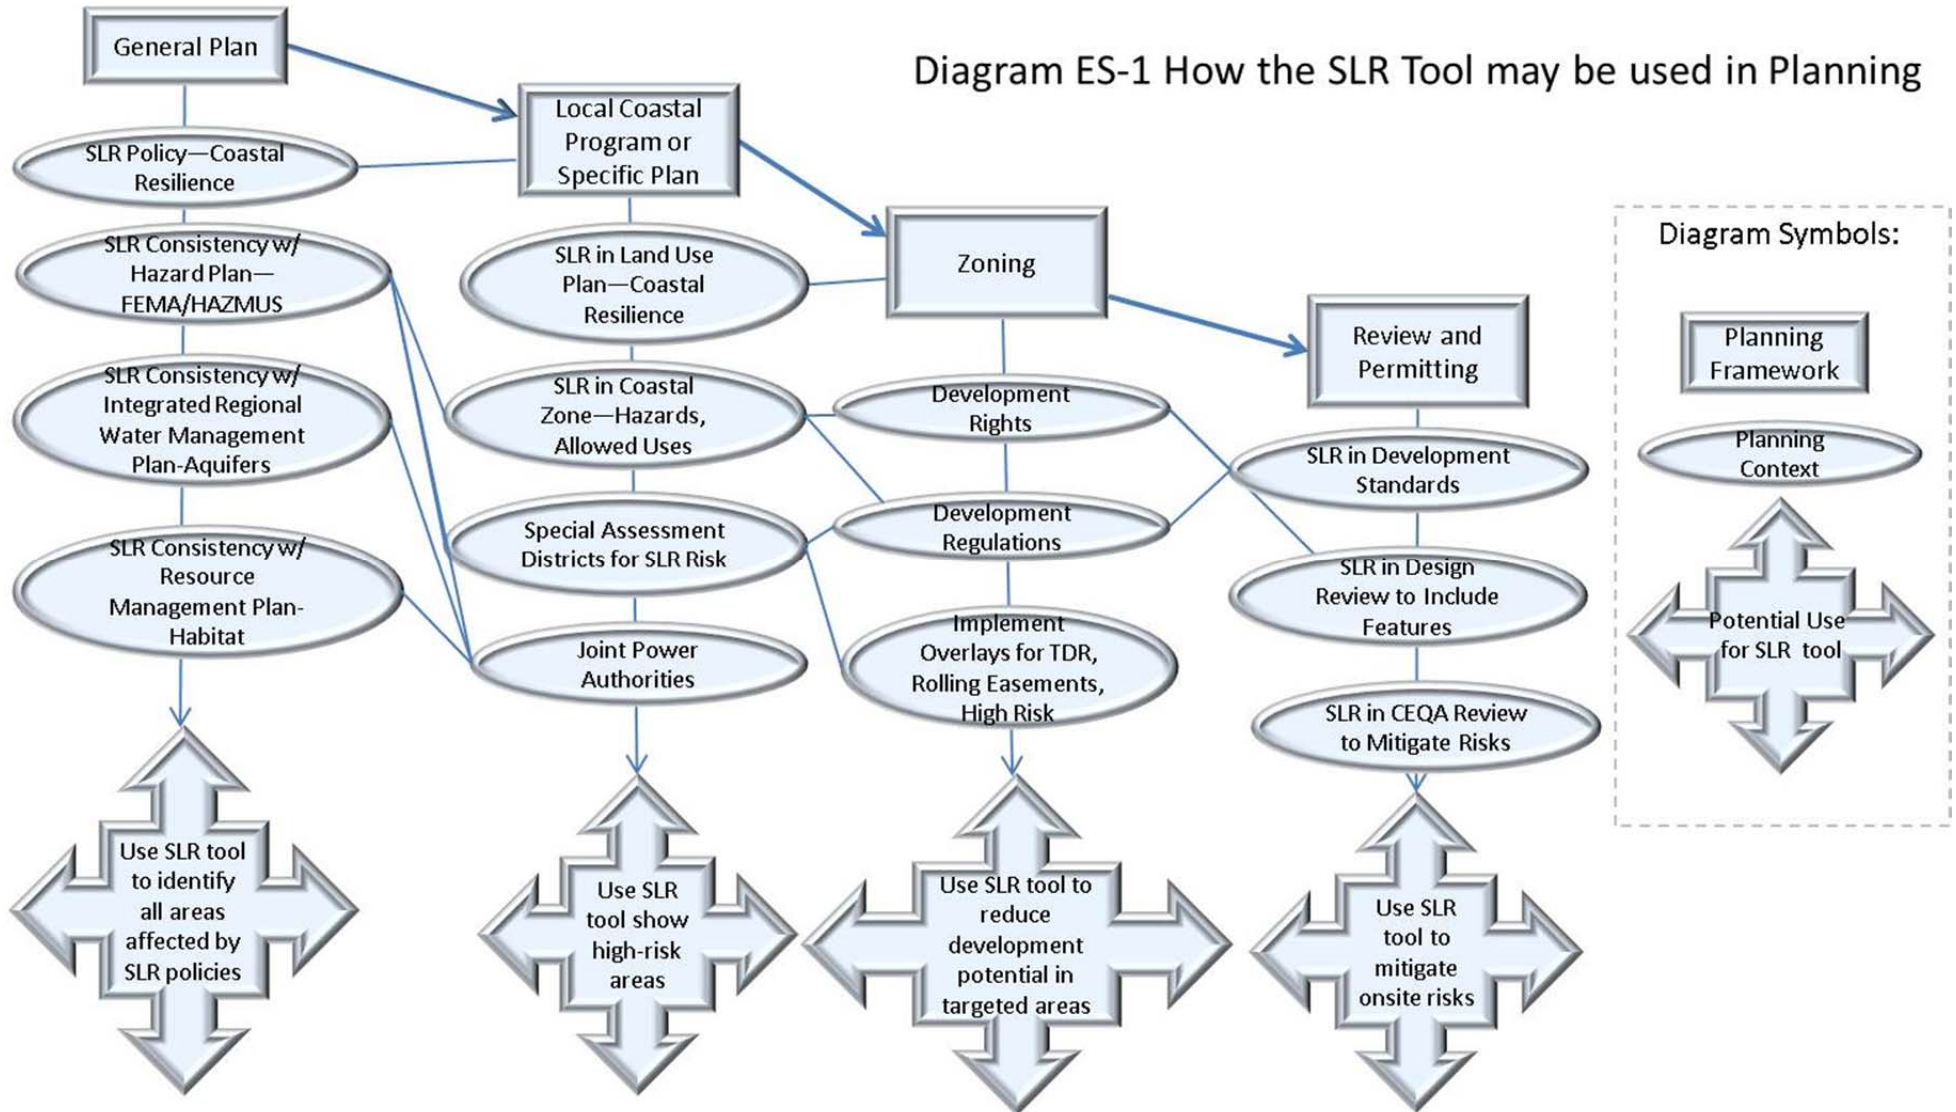 Diagram ES-1 How the SLR Tool may be used in Planning
General Plan
SLR Policy—Coastal
Resilience
SLR Consistency w/
Hazard Plan—
FEMA/HAZMUS
SLR Consistency w/
Integrated Regional
Water Management
Plan-Aquifers
SLR Consistency w/
Resource
Management Plan-
Habitat
Use SLR tool
to identify
all areas
affected by
SLR policies
Local Coastal
Program or
Specific Plan
SLR in Land Use
Plan—Coastal
Resilience
SLR in Coastal
Zone—Hazards,
Allowed Uses
Special Assessment
Districts for SLR Risk
Joint Power
Authorities
Use SLR
tool show
high-risk
areas
Zoning
Development
Rights
Development
Regulations
Implement
Overlays for TDR,
Rolling Easements,
High Risk
Use SLR tool to
reduce
development
potential in
targeted areas
Review and
Permitting
SLR in Development
Standards
SLR in Design
Review to Include
Features
SLR in CEQA Review
to Mitigate Risks
Use SLR
tool to
mitigate
onsite risks
Diagram Symbols:
Planning
Framework
Planning
Context
Potential Use
for SLR tool